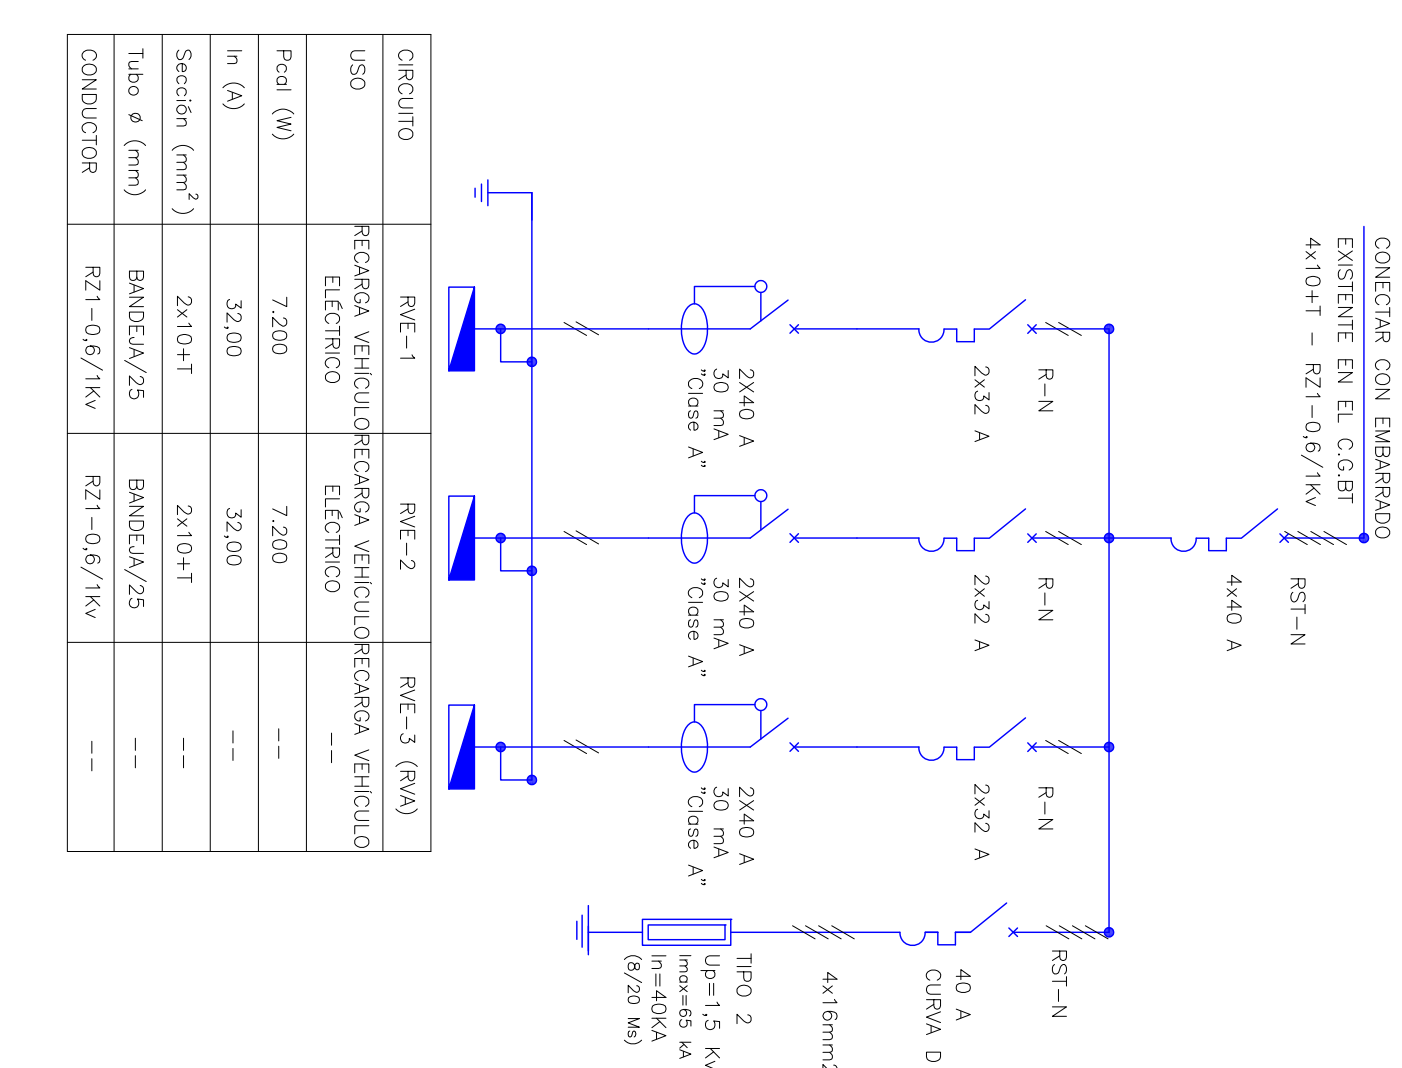 CONECTAR CON EMBARRADO
EXISTENTE EN EL C.G.BT
4x10+T - RZ1-0,6/1Kv
RST-N
4x40 A
R-N
2x32 A
2X40 A
30 mA
"Clase A"
R-N
2x32 A
2X40 A
30 mA
"Clase A"
R-N
2x32 A
2X40 A
30 mA
"Clase A"
RST-N
40 A
CURVA D
4x16mm2
TIPO 2
Up=1,5 Kv
Imax=65 kA
In=40KA
(8/20 Ms)
CIRCUITO RVE-1 RVE-2 RVE-3 (RVA)
USO RECARGA VEHÍCULO RECARGA VEHÍCULO RECARGA VEHÍCULO
ELÉCTRICO ELÉCTRICO --
Pcal (W) 7.200 7.200 --
In (A) 32,00 32,00 --
Sección (mm²) 2x10+T 2x10+T --
Tubo ø (mm) BANDEJA/25 BANDEJA/25 --
CONDUCTOR RZ1-0,6/1Kv RZ1-0,6/1Kv --